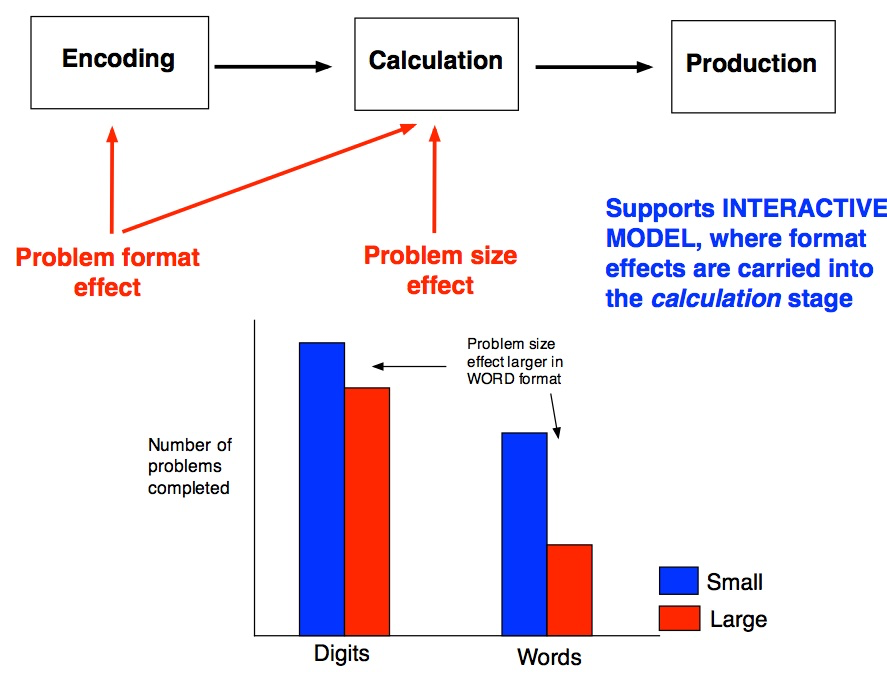 Encoding
Calculation
Production
Problem format
effect
Problem size
effect
Supports INTERACTIVE
MODEL, where format
effects are carried into
the calculation stage
Problem size
effect larger in
WORD format
Number of
problems
completed
Small
Large
Digits
Words